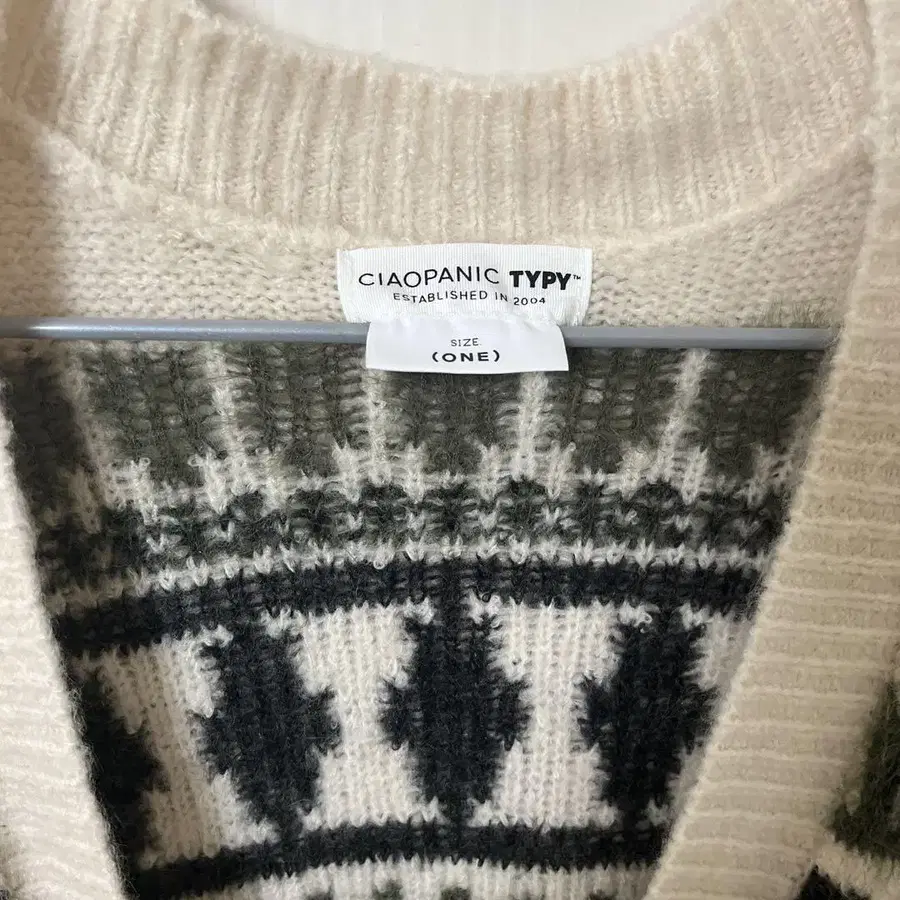 CIAOPANIC TYPY™
ESTABLISHED IN 2004
SIZE
(ONE)